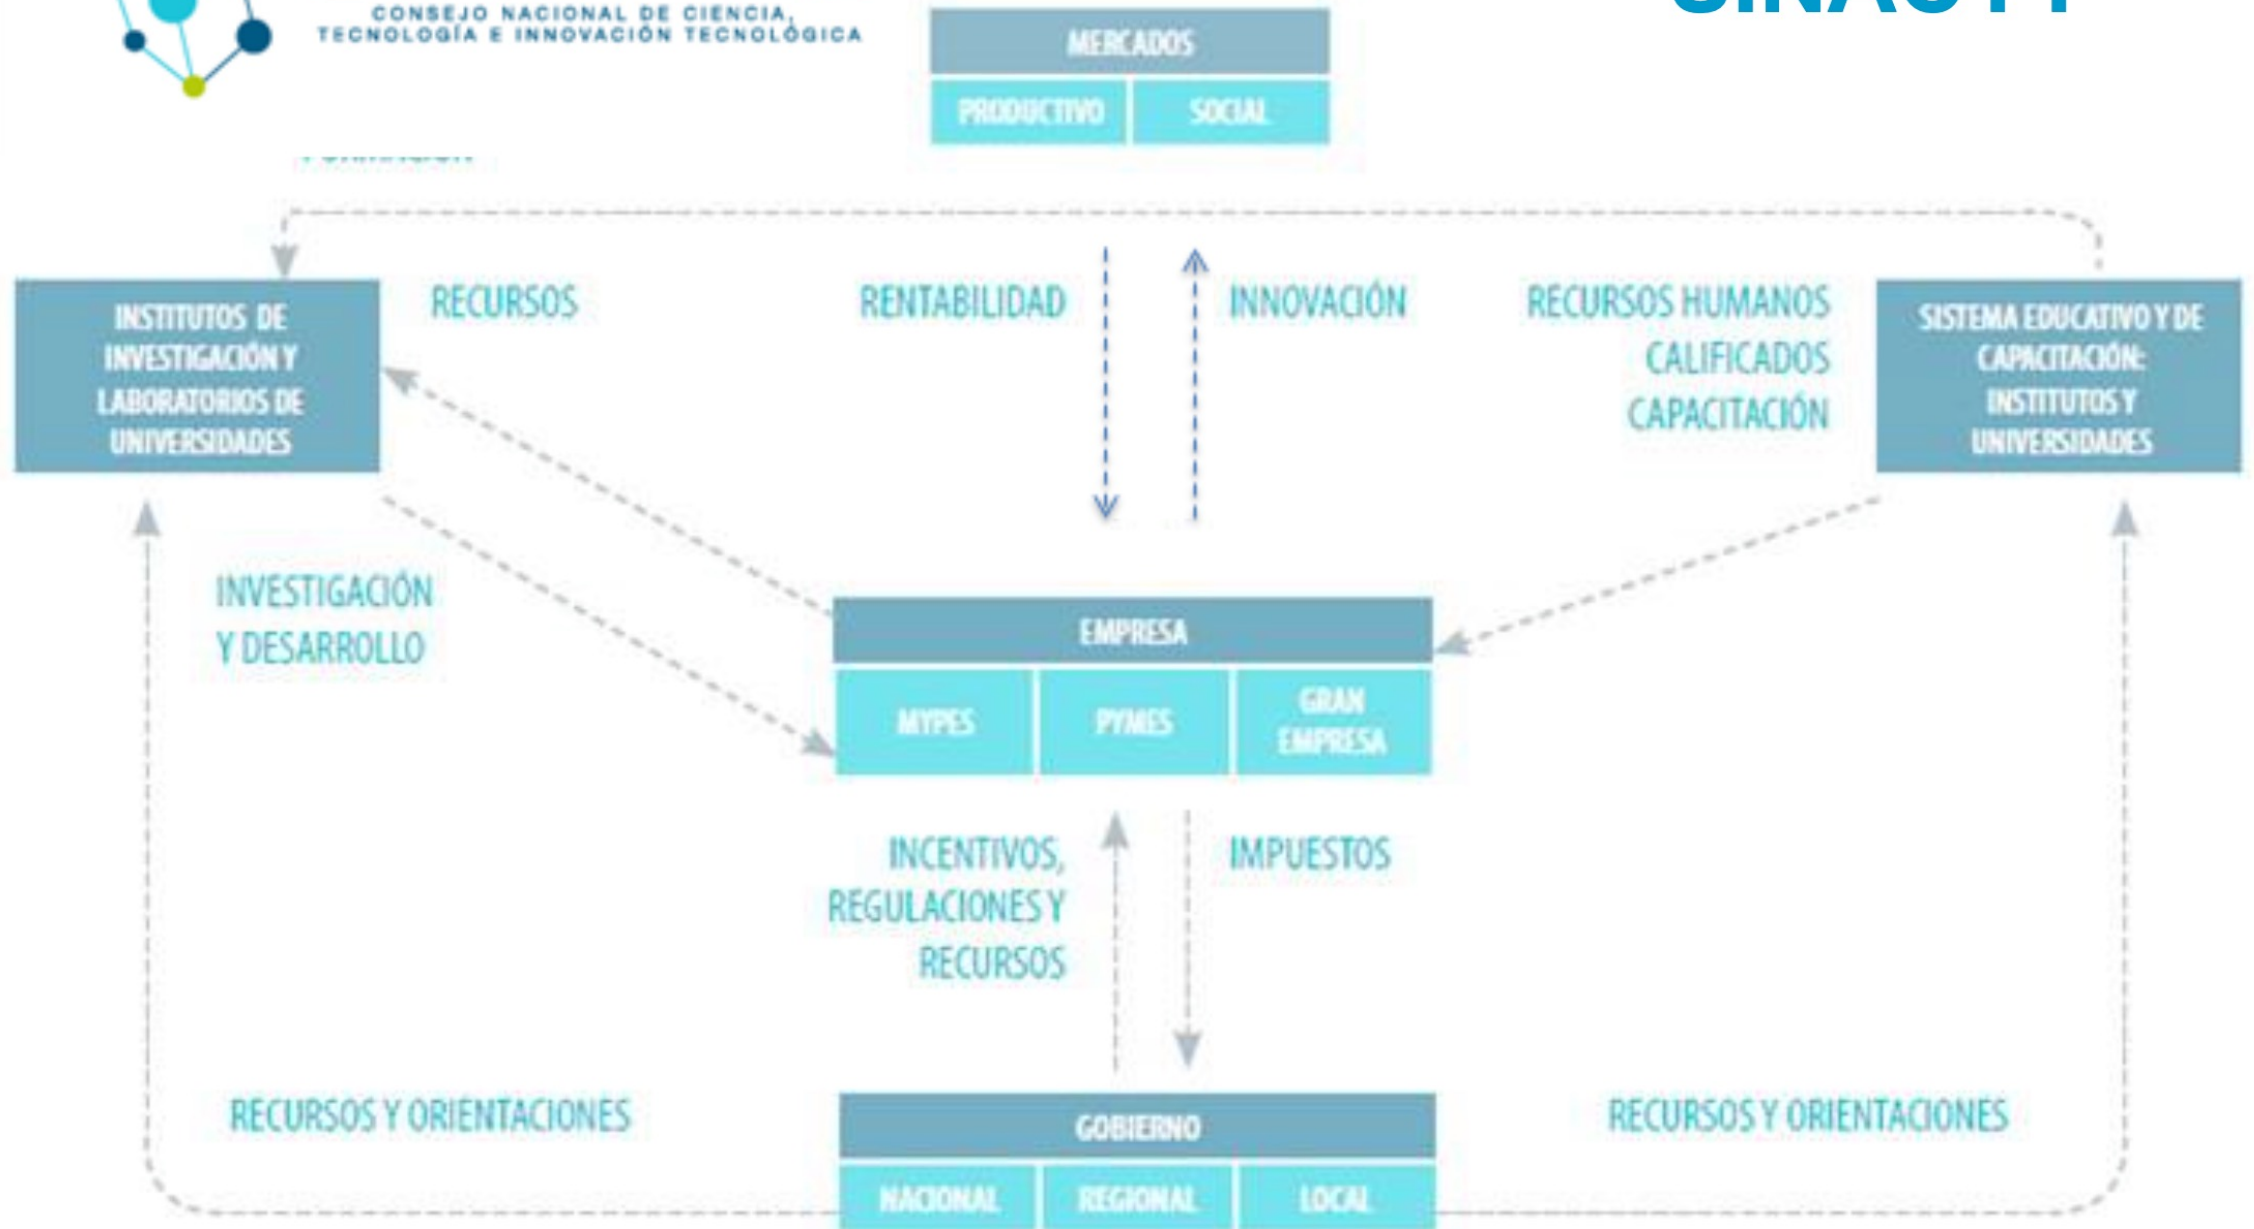 CONSEJO NACIONAL DE CIENCIA,
TECNOLOGÍA E INNOVACIÓN TECNOLÓGICA
MERCADOS
PRODUCTIVO
SOCIAL
RECURSOS
RENTABILIDAD
INNOVACIÓN
RECURSOS HUMANOS
CALIFICADOS
CAPACITACIÓN
INSTITUTOS DE
INVESTIGACIÓN Y
LABORATORIOS DE
UNIVERSIDADES
SISTEMA EDUCATIVO Y DE
CAPACITACIÓN:
INSTITUTOS Y
UNIVERSIDADES
INVESTIGACIÓN
Y DESARROLLO
EMPRESA
MYPES
PYMES
GRAN
EMPRESA
INCENTIVOS,
REGULACIONES Y
RECURSOS
IMPUESTOS
RECURSOS Y ORIENTACIONES
RECURSOS Y ORIENTACIONES
GOBIERNO
NACIONAL
REGIONAL
LOCAL